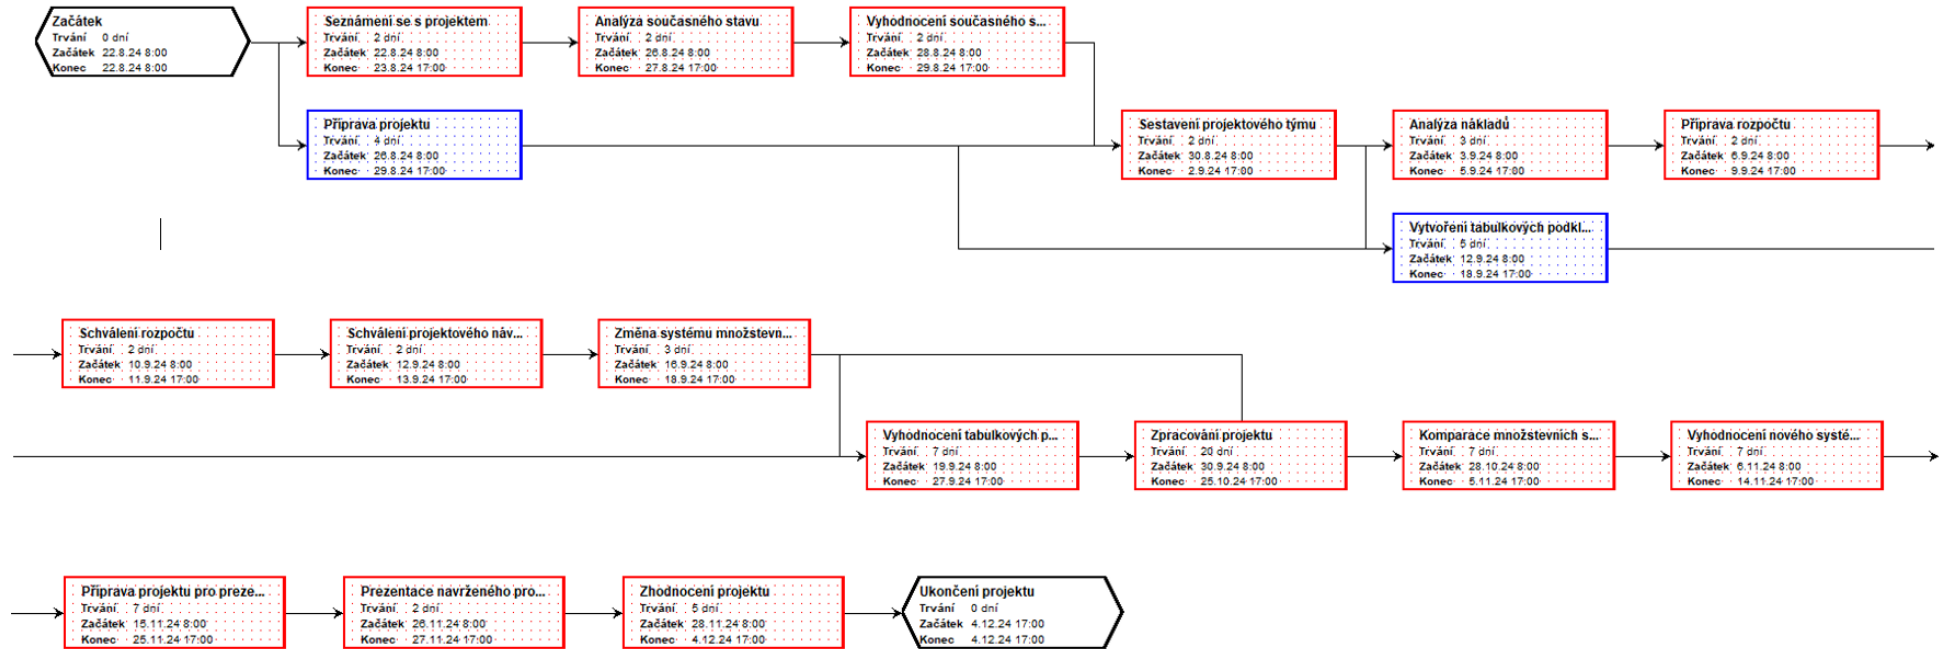 Začátek
Trvání 0 dní
Začátek 22.8.24 8:00
Konec 22.8.24 8:00
Seznámení se s projektem
Trvání 2 dní
Začátek 22.8.24 8:00
Konec 23.8.24 17:00
Analýza současného stavu
Trvání 2 dní
Začátek 26.8.24 8:00
Konec 27.8.24 17:00
Vyhodnocení současného s...
Trvání 2 dní
Začátek 28.8.24 8:00
Konec 29.8.24 17:00
Příprava projektu
Trvání 4 dní
Začátek 26.8.24 8:00
Konec 29.8.24 17:00
Sestavení projektového týmu
Trvání 2 dní
Začátek 30.8.24 8:00
Konec 2.9.24 17:00
Analýza nákladů
Trvání 3 dní
Začátek 3.9.24 8:00
Konec 5.9.24 17:00
Příprava rozpočtu
Trvání 2 dní
Začátek 6.9.24 8:00
Konec 9.9.24 17:00
Vytvoření tabulkových podkl...
Trvání 5 dní
Začátek 12.9.24 8:00
Konec 18.9.24 17:00
Schválení rozpočtu
Trvání 2 dní
Začátek 10.9.24 8:00
Konec 11.9.24 17:00
Schválení projektového náv...
Trvání 2 dní
Začátek 12.9.24 8:00
Konec 13.9.24 17:00
Změna systému množstevn...
Trvání 3 dní
Začátek 16.9.24 8:00
Konec 18.9.24 17:00
Vyhodnocení tabulkových p...
Trvání 7 dní
Začátek 19.9.24 8:00
Konec 27.9.24 17:00
Zpracování projektu
Trvání 20 dní
Začátek 30.9.24 8:00
Konec 25.10.24 17:00
Komparace množstevních s...
Trvání 7 dní
Začátek 28.10.24 8:00
Konec 5.11.24 17:00
Vyhodnocení nového systé...
Trvání 7 dní
Začátek 6.11.24 8:00
Konec 14.11.24 17:00
Příprava projektu pro preze...
Trvání 7 dní
Začátek 15.11.24 8:00
Konec 25.11.24 17:00
Prezentace navrženého pro...
Trvání 2 dní
Začátek 26.11.24 8:00
Konec 27.11.24 17:00
Zhodnocení projektu
Trvání 5 dní
Začátek 28.11.24 8:00
Konec 4.12.24 17:00
Ukončení projektu
Trvání 0 dní
Začátek 4.12.24 17:00
Konec 4.12.24 17:00